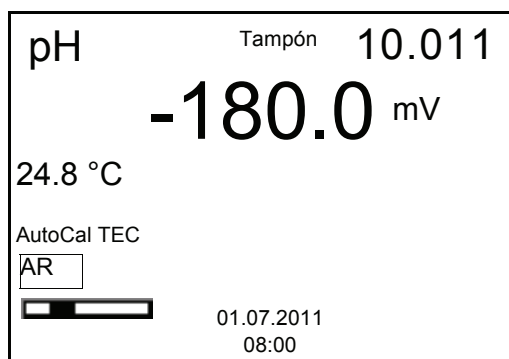 pH Tampón 10.011
-180.0 mV
24.8 °C
AutoCal TEC
AR
01.07.2011
08:00